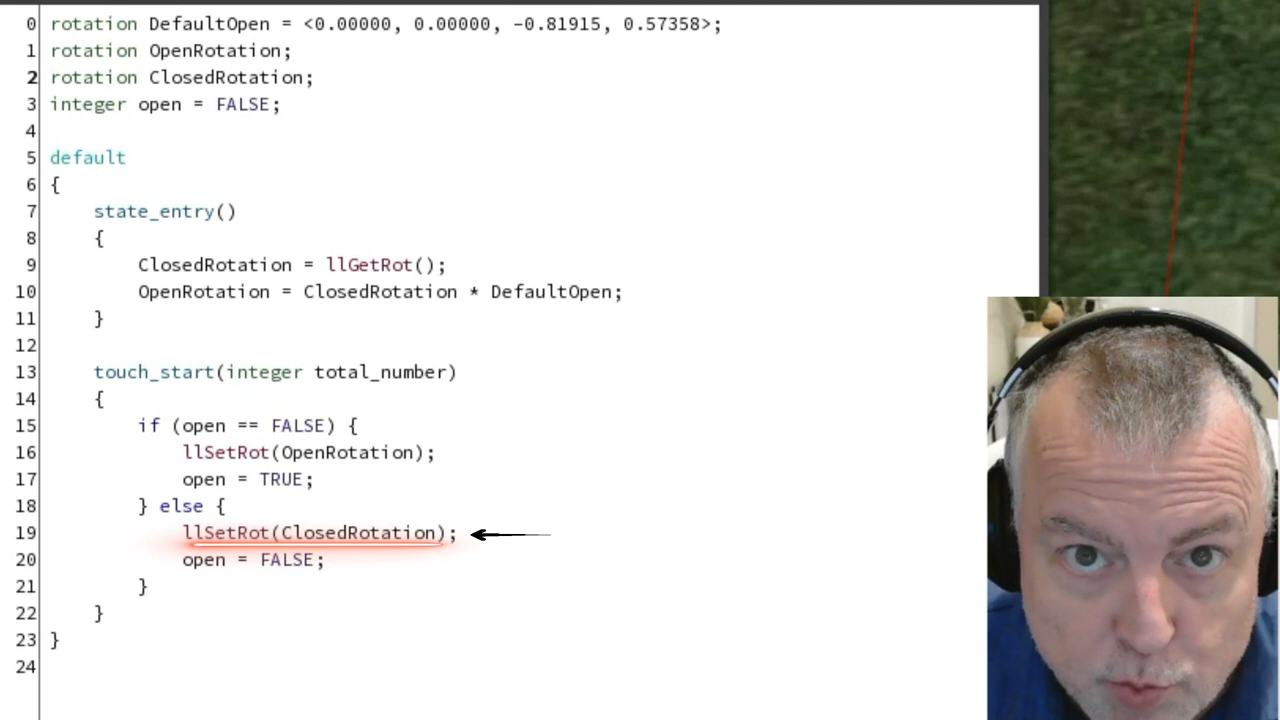 0 rotation DefaultOpen = <0.00000, 0.00000, -0.81915, 0.57358>;
1 rotation OpenRotation;
2 rotation ClosedRotation;
3 integer open = FALSE;
4
5 default
6 {
7 state_entry()
8 {
9 ClosedRotation = llGetRot();
10 OpenRotation = ClosedRotation * DefaultOpen;
11 }
12
13 touch_start(integer total_number)
14 {
15 if (open == FALSE) {
16 llSetRot(OpenRotation);
17 open = TRUE;
18 } else {
19 llSetRot(ClosedRotation);
20 open = FALSE;
21 }
22 }
23 }
24